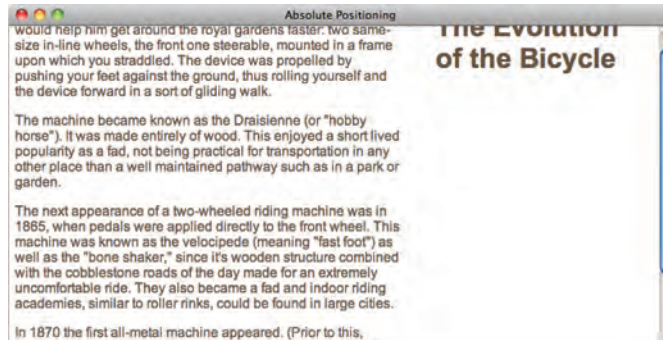 Absolute Positioning
would help him get around the royal gardens faster: two same-
size in-line wheels, the front one steerable, mounted in a frame
upon which you straddled. The device was propelled by
pushing your feet against the ground, thus rolling yourself and
the device forward in a sort of gliding walk.
The machine became known as the Draisienne (or "hobby
horse"). It was made entirely of wood. This enjoyed a short lived
popularity as a fad, not being practical for transportation in any
other place than a well maintained pathway such as in a park or
garden.
The next appearance of a two-wheeled riding machine was in
1865, when pedals were applied directly to the front wheel. This
machine was known as the velocipede (meaning "fast foot") as
well as the "bone shaker," since it's wooden structure combined
with the cobblestone roads of the day made for an extremely
uncomfortable ride. They also became a fad and indoor riding
academies, similar to roller rinks, could be found in large cities.
In 1870 the first all-metal machine appeared. (Prior to this,
The Evolution
of the Bicycle